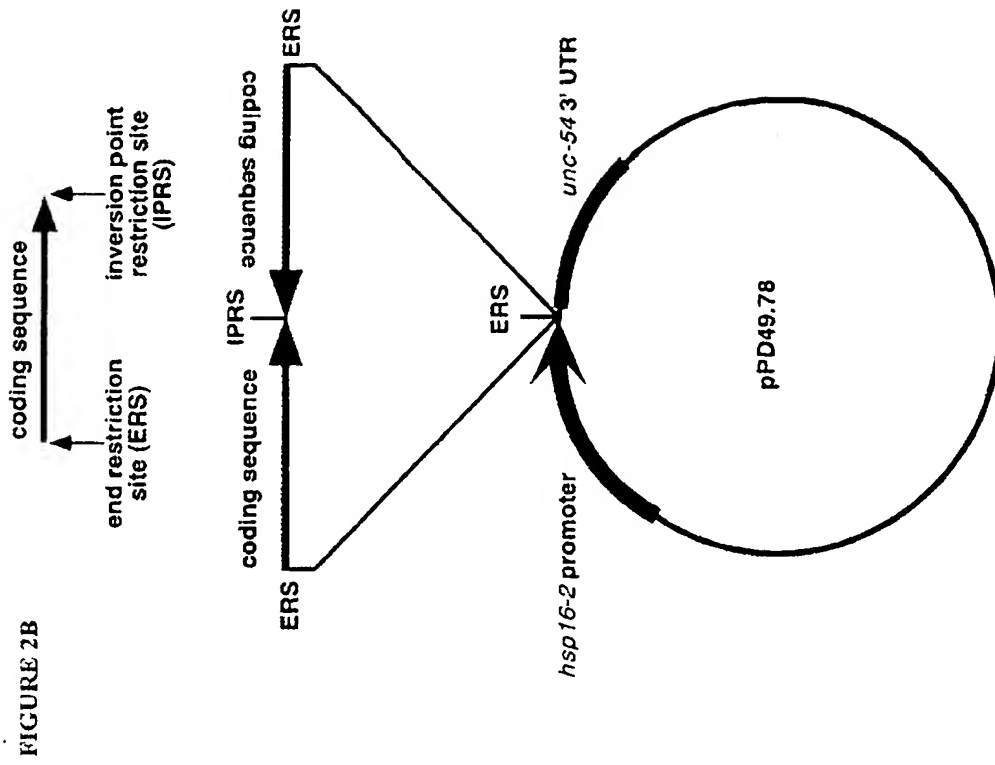 FIGURE 2B
coding sequence
end restriction
site (ERS)
inversion point
restriction site
(IPRS)
IPRS
coding sequence
coding sequence
ERS
ERS
ERS
hsp16-2 promoter
unc-54 3' UTR
pPD49.78